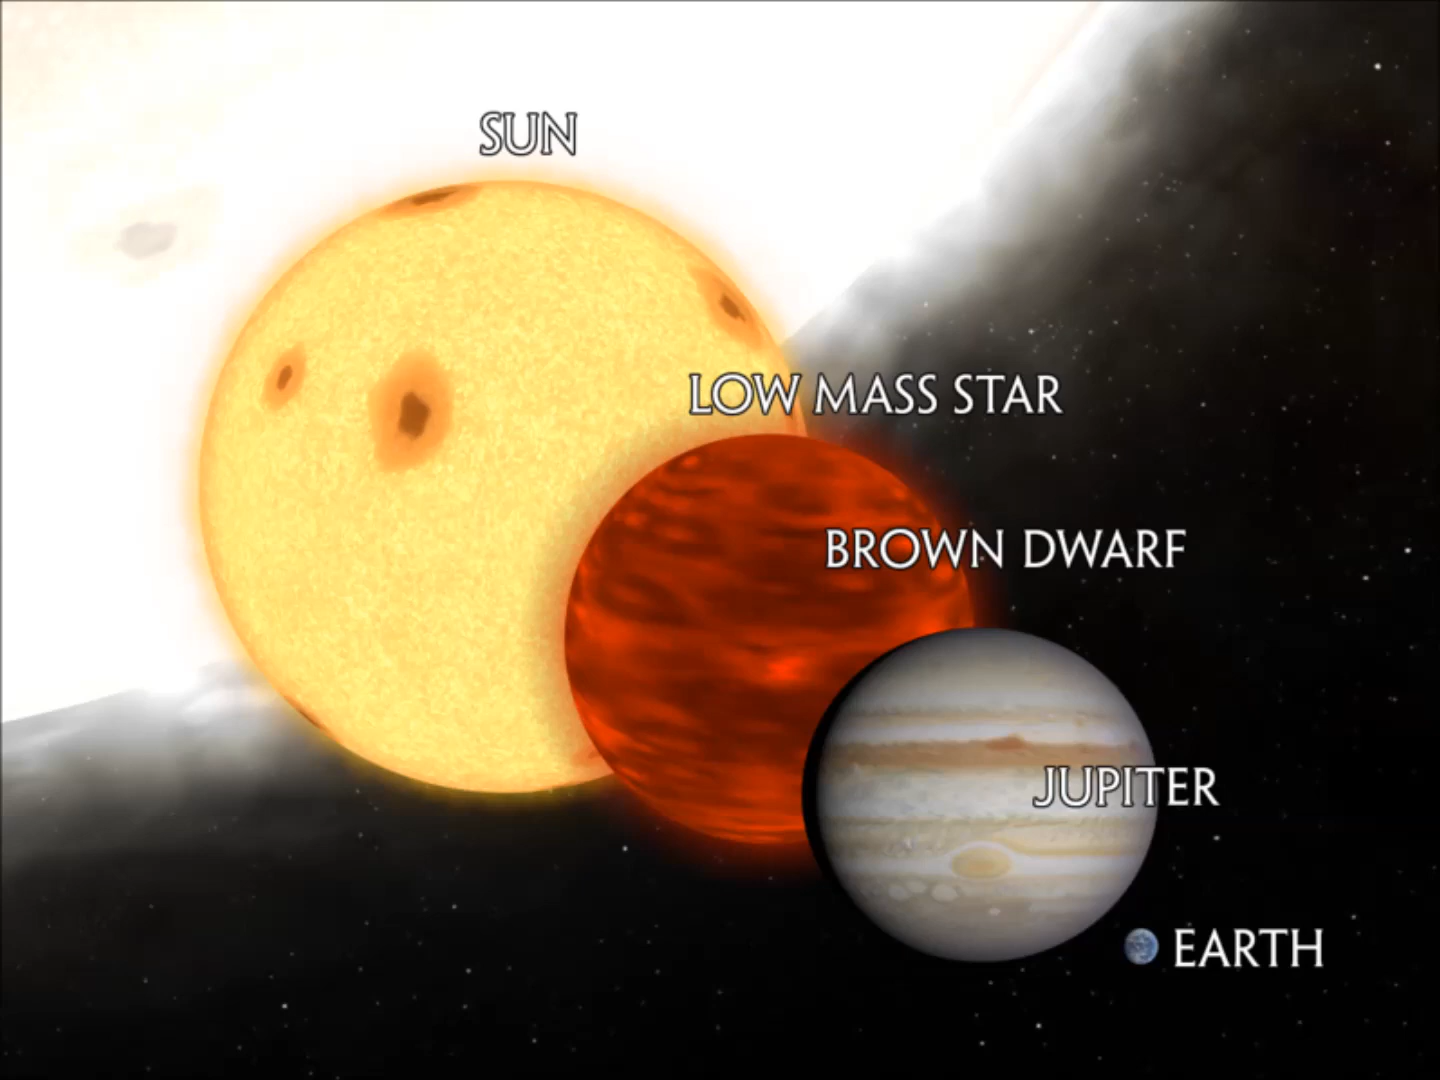 SUN
LOW MASS STAR
BROWN DWARF
JUPITER
EARTH